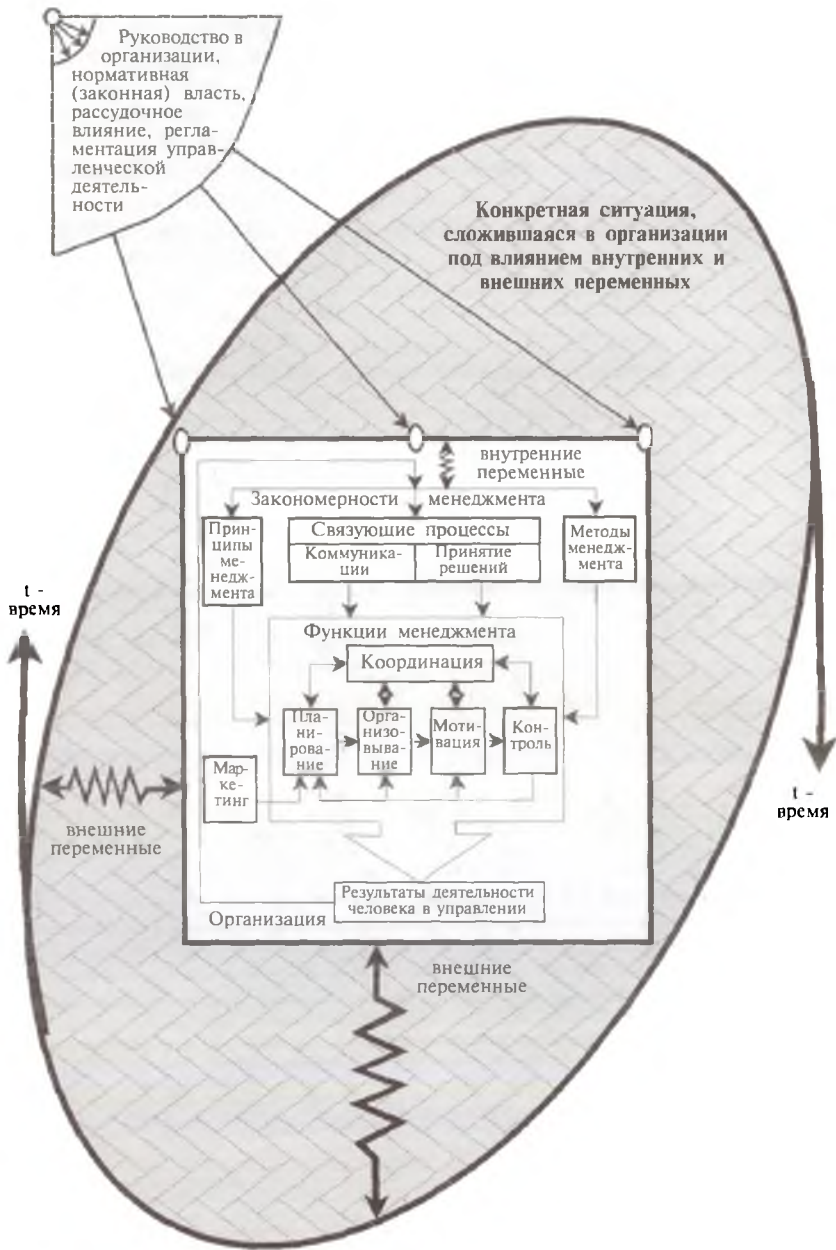 Руководство в
организации,
нормативная
(законная) власть,
рассудочное
влияние, регла-
ментация управ-
ленческой
деятель-
ности
Конкретная ситуация,
сложившаяся в организации
под влиянием внутренних и
внешних переменных
внутренние
переменные
Закономерности менеджмента
Прин-
ципы
ме-
недж-
мента
Связующие процессы
Коммуника-
ции
Принятие
решений
Методы
менедж-
мента
t -
время
Функции менеджмента
Координация
Пла-
ни-
рова-
ние
Орга-
низо-
выва-
ние
Моти-
вация
Кон-
троль
Мар-
ке-
тинг
t -
время
внешние
переменные
Результаты деятельности
человека в управлении
Организация
внешние
переменные